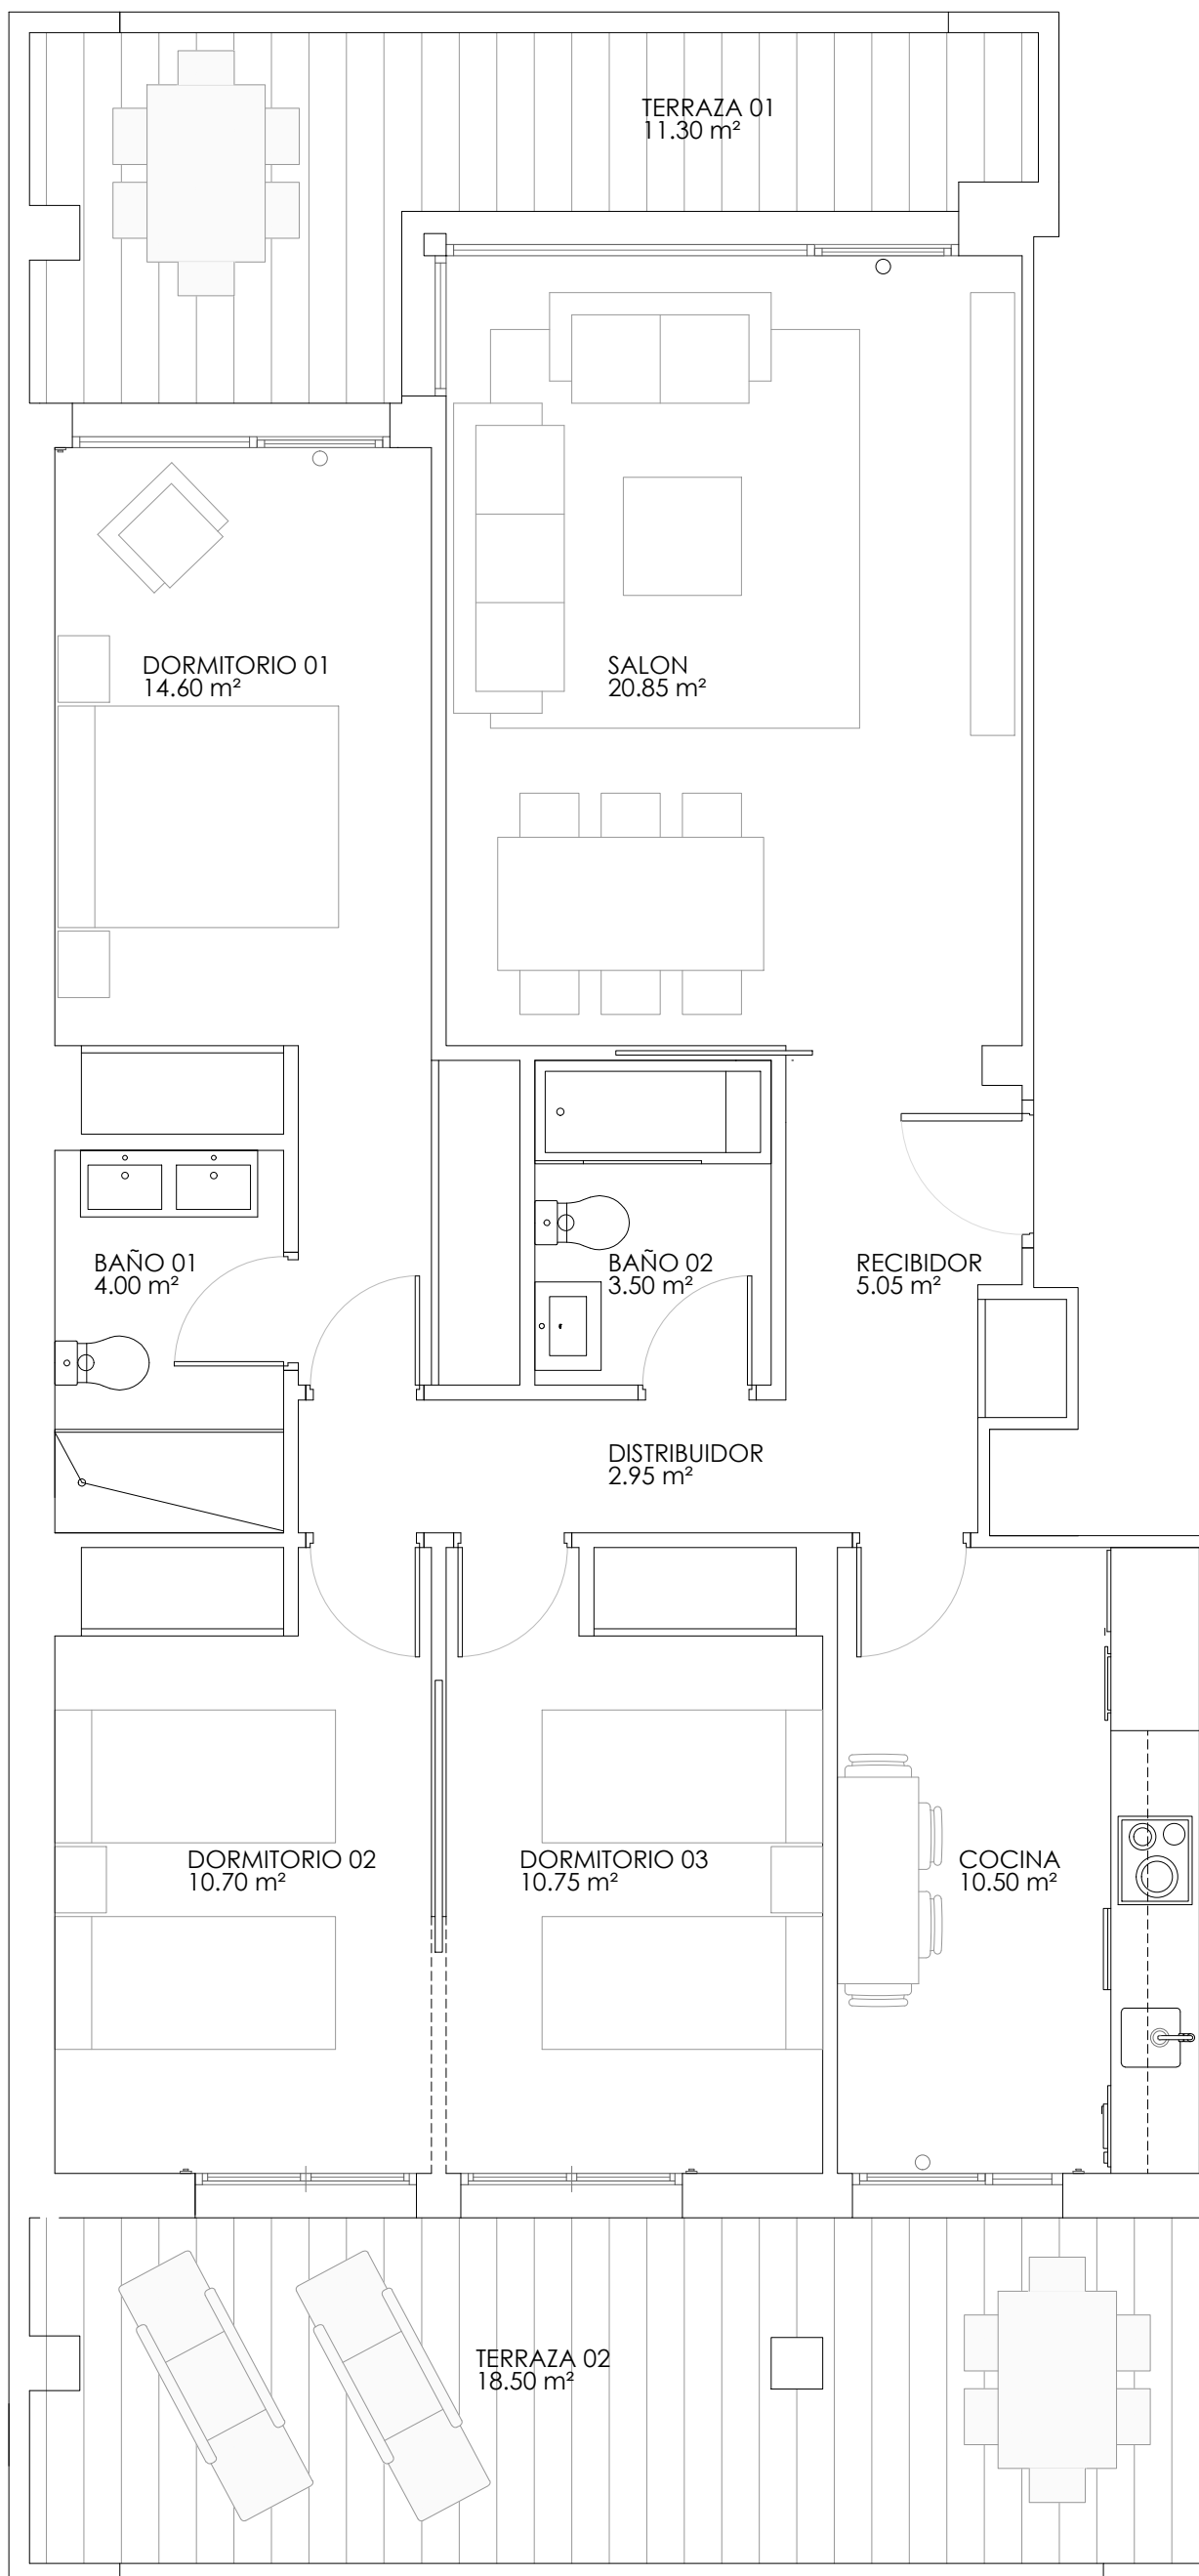 TERRAZA 01
11.30 m²
DORMITORIO 01
14.60 m²
SALON
20.85 m²
BAÑO 01
4.00 m²
BAÑO 02
3.50 m²
RECIBIDOR
5.05 m²
DISTRIBUIDOR
2.95 m²
DORMITORIO 02
10.70 m²
DORMITORIO 03
10.75 m²
COCINA
10.50 m²
TERRAZA 02
18.50 m²